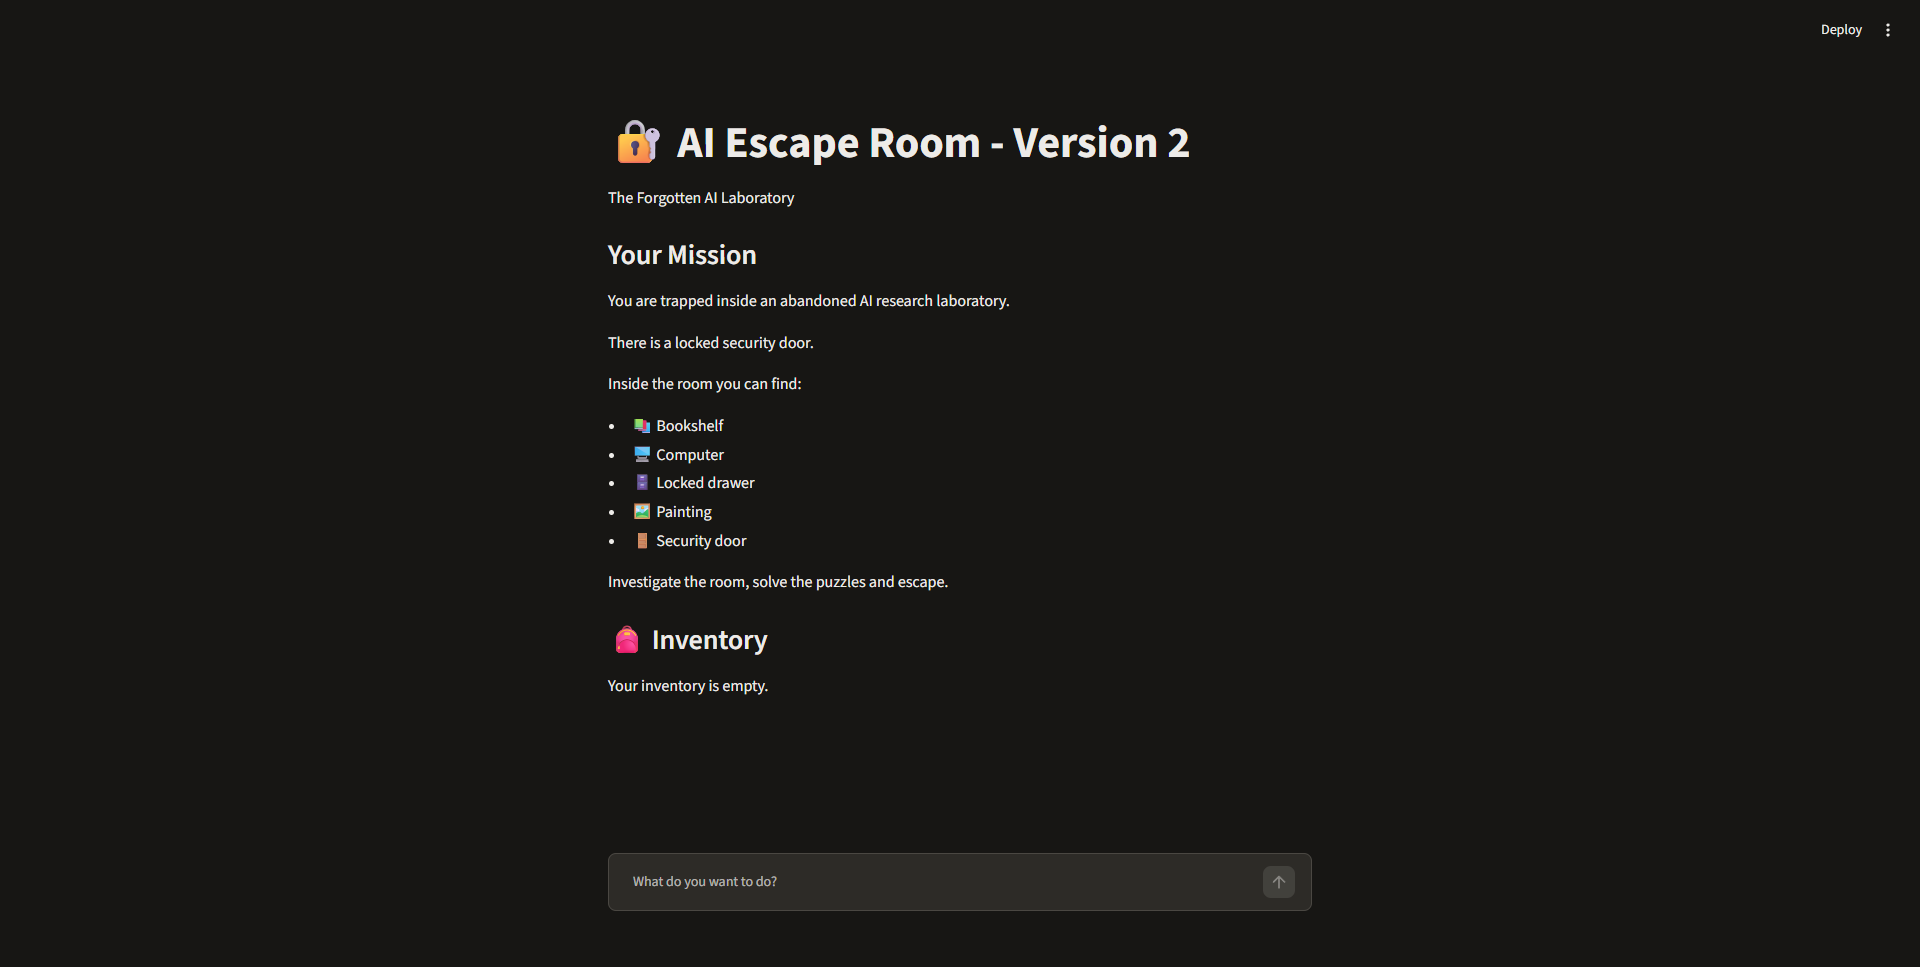 Deploy
AI Escape Room - Version 2
The Forgotten AI Laboratory
Your Mission
You are trapped inside an abandoned AI research laboratory.
There is a locked security door.
Inside the room you can find:
Bookshelf
Computer
Locked drawer
Painting
Security door
Investigate the room, solve the puzzles and escape.
Inventory
Your inventory is empty.
What do you want to do?